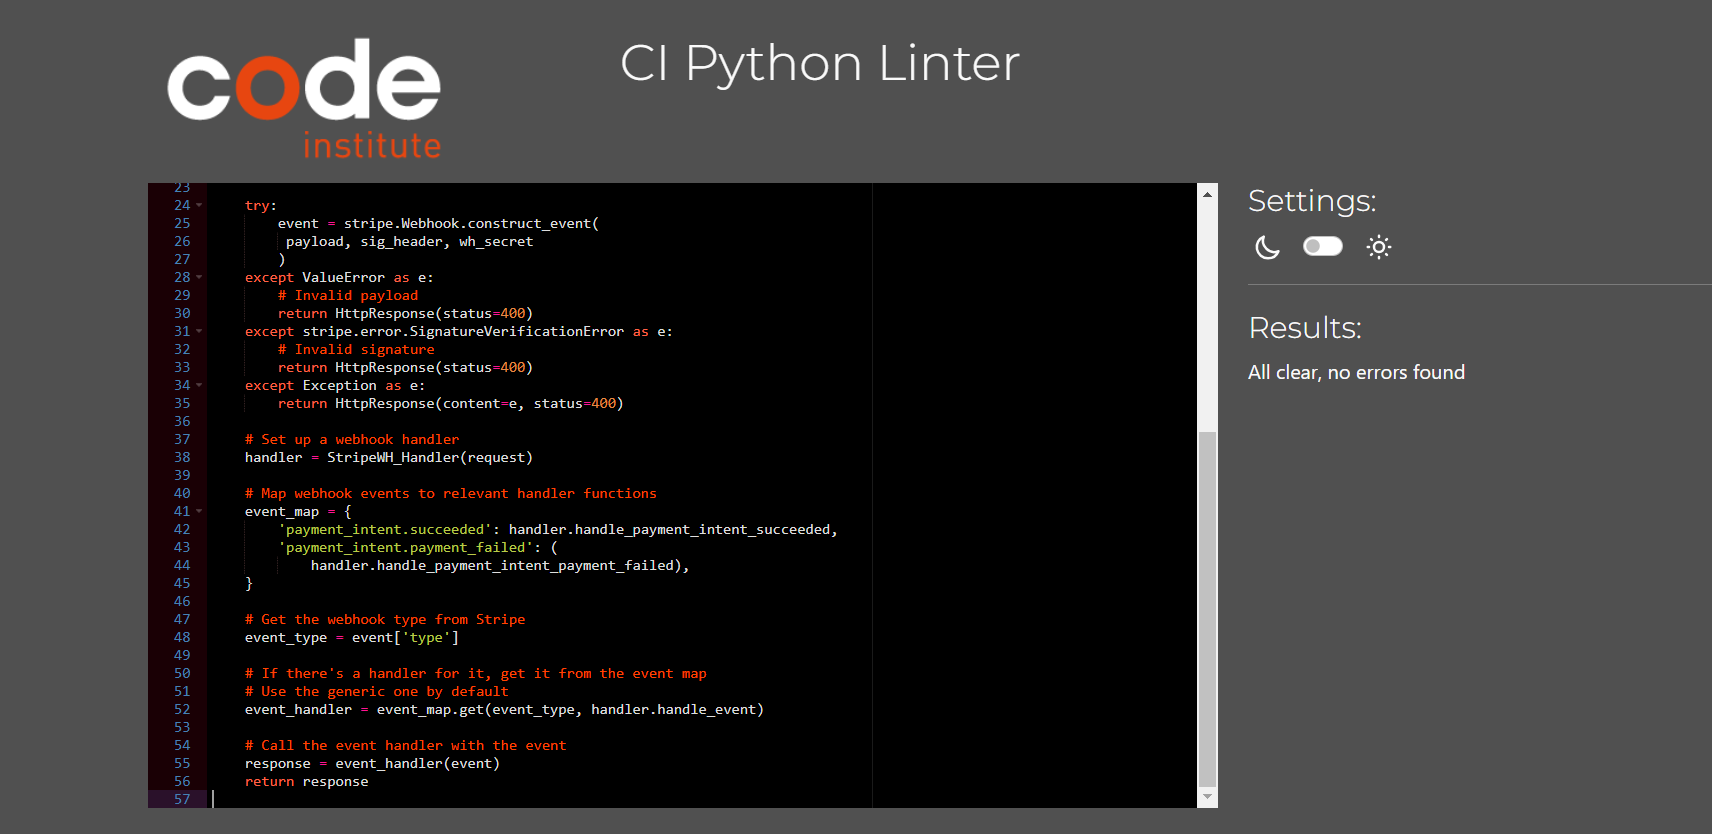 code
institute
CI Python Linter
23
24 try:
25 event = stripe.Webhook.construct_event(
26 payload, sig_header, wh_secret
27 )
28 except ValueError as e:
29 # Invalid payload
30 return HttpResponse(status=400)
31 except stripe.error.SignatureVerificationError as e:
32 # Invalid signature
33 return HttpResponse(status=400)
34 except Exception as e:
35 return HttpResponse(content=e, status=400)
36
37 # Set up a webhook handler
38 handler = StripeWH_Handler(request)
39
40 # Map webhook events to relevant handler functions
41 event_map = {
42 'payment_intent.succeeded': handler.handle_payment_intent_succeeded,
43 'payment_intent.payment_failed': (
44 handler.handle_payment_intent_payment_failed),
45 }
46
47 # Get the webhook type from Stripe
48 event_type = event['type']
49
50 # If there's a handler for it, get it from the event map
51 # Use the generic one by default
52 event_handler = event_map.get(event_type, handler.handle_event)
53
54 # Call the event handler with the event
55 response = event_handler(event)
56 return response
57
Settings:
Results:
All clear, no errors found